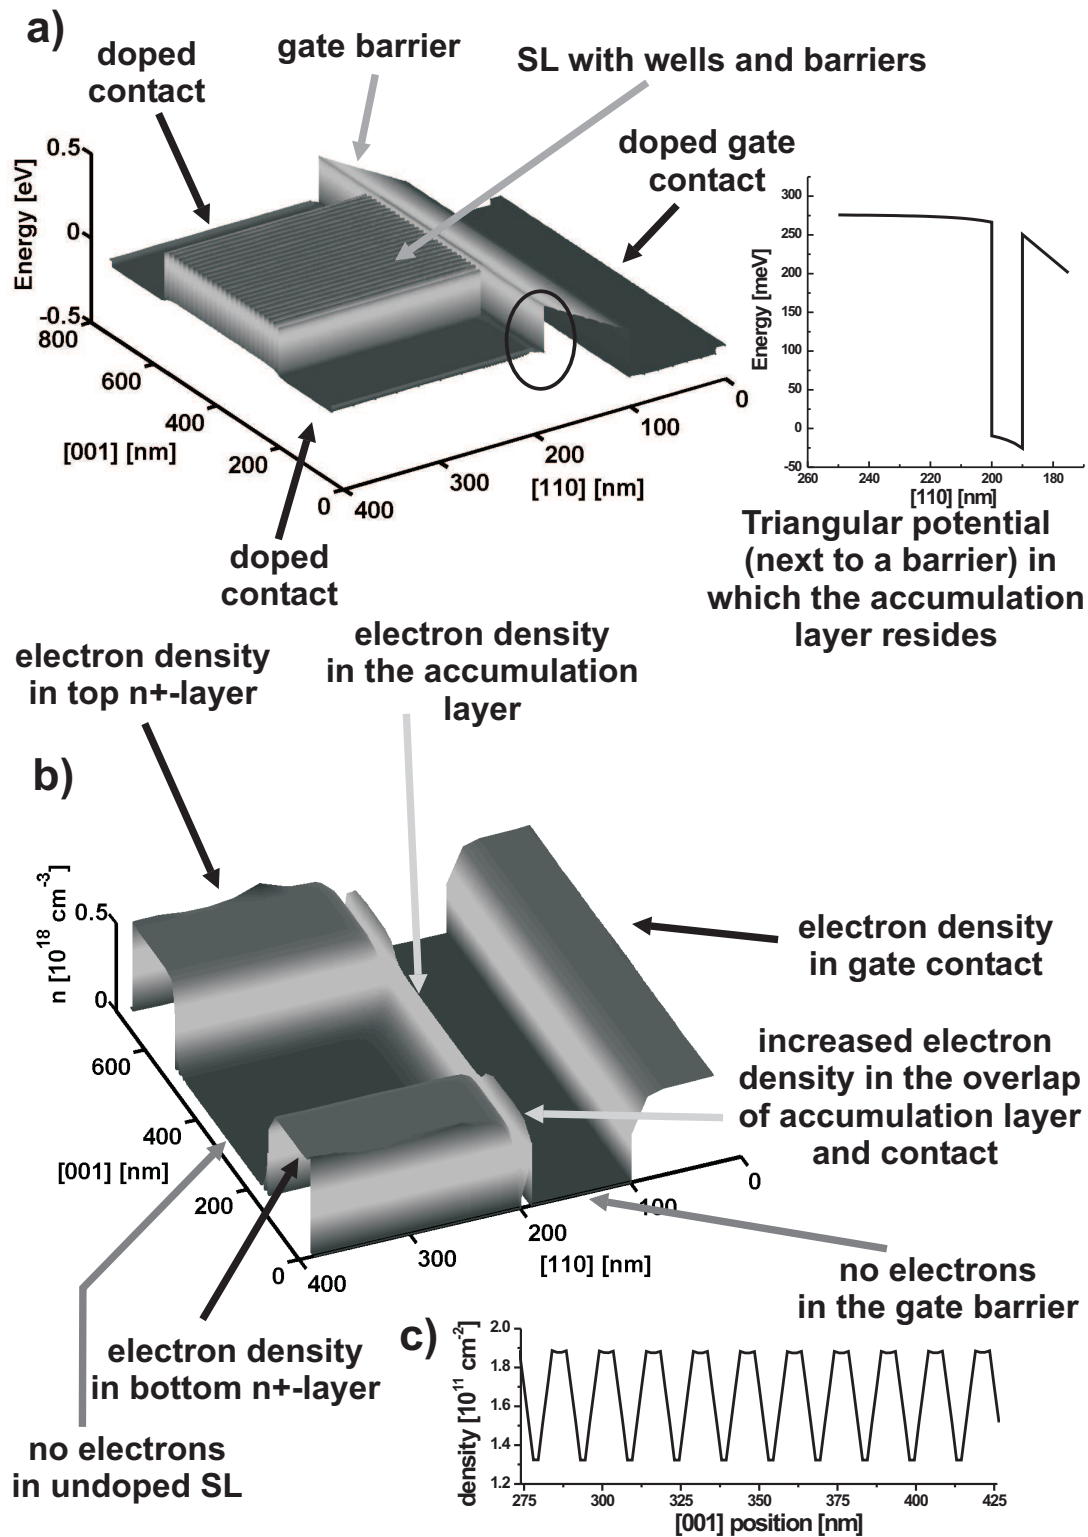 a)
doped
contact
gate barrier
SL with wells and barriers
doped gate
contact
Energy [eV]
0.5
0
-0.5
800
600
400
200
0
[001] [nm]
400
300
200
100
0
[110] [nm]
doped
contact
Energy [meV]
300
250
200
150
100
50
0
-50
260
240
220
200
180
[110] [nm]
Triangular potential
(next to a barrier) in
which the accumulation
layer resides
electron density
in top n+-layer
electron density
in the accumulation
layer
b)
n [10^18 cm^-3]
0.5
0
600
400
200
0
[001] [nm]
400
300
200
100
0
[110] [nm]
electron density
in gate contact
increased electron
density in the overlap
of accumulation layer
and contact
no electrons
in the gate barrier
electron density
in bottom n+-layer
no electrons
in undoped SL
c)
density [10^11 cm^-2]
2.0
1.8
1.6
1.4
1.2
275
300
325
350
375
400
425
[001] position [nm]